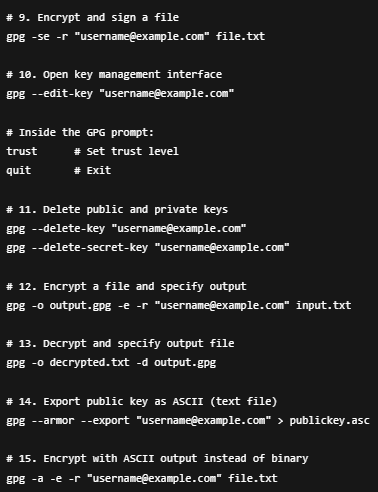 # 9. Encrypt and sign a file
gpg -se -r "username@example.com" file.txt
# 10. Open key management interface
gpg --edit-key "username@example.com"
# Inside the GPG prompt:
trust      # Set trust level
quit       # Exit
# 11. Delete public and private keys
gpg --delete-key "username@example.com"
gpg --delete-secret-key "username@example.com"
# 12. Encrypt a file and specify output
gpg -o output.gpg -e -r "username@example.com" input.txt
# 13. Decrypt and specify output file
gpg -o decrypted.txt -d output.gpg
# 14. Export public key as ASCII (text file)
gpg --armor --export "username@example.com" > publickey.asc
# 15. Encrypt with ASCII output instead of binary
gpg -a -e -r "username@example.com" file.txt